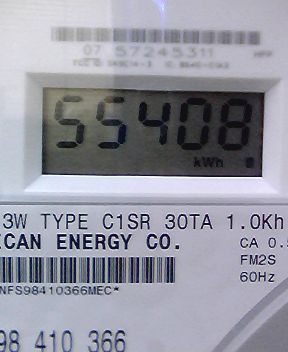 07 57245311
55408
kWh
3W TYPE C1SR 30TA 1.0Kh
ICAN ENERGY CO.
CA 0.5
FM2S
60Hz
NFS98410366MEC*
98 410 366